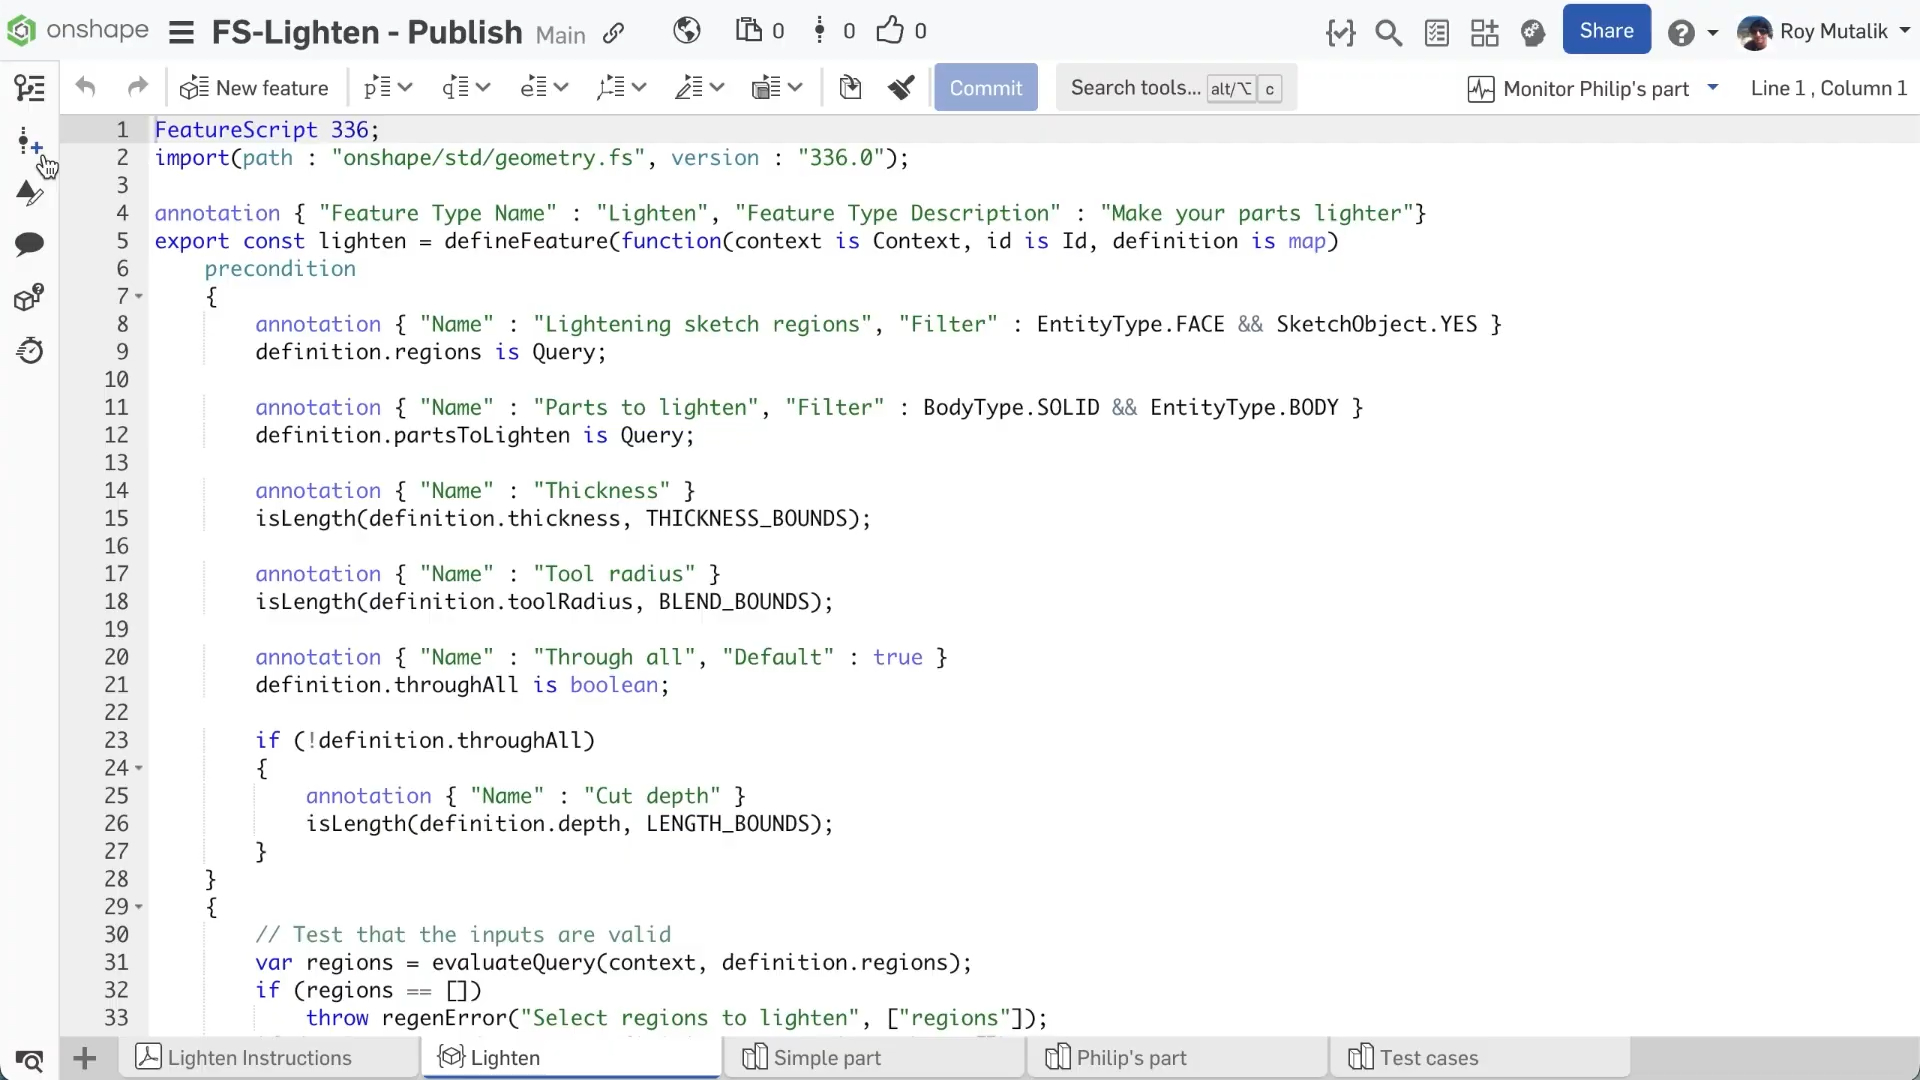 onshape FS-Lighten - Publish Main 0 0 0 Share Roy Mutalik
New feature Commit Search tools... alt/⌥ c Monitor Philip's part Line 1 , Column 1
1 FeatureScript 336;
2 import(path : "onshape/std/geometry.fs", version : "336.0");
3
4 annotation { "Feature Type Name" : "Lighten", "Feature Type Description" : "Make your parts lighter"}
5 export const lighten = defineFeature(function(context is Context, id is Id, definition is map)
6 precondition
7 {
8 annotation { "Name" : "Lightening sketch regions", "Filter" : EntityType.FACE && SketchObject.YES }
9 definition.regions is Query;
10
11 annotation { "Name" : "Parts to lighten", "Filter" : BodyType.SOLID && EntityType.BODY }
12 definition.partsToLighten is Query;
13
14 annotation { "Name" : "Thickness" }
15 isLength(definition.thickness, THICKNESS_BOUNDS);
16
17 annotation { "Name" : "Tool radius" }
18 isLength(definition.toolRadius, BLEND_BOUNDS);
19
20 annotation { "Name" : "Through all", "Default" : true }
21 definition.throughAll is boolean;
22
23 if (!definition.throughAll)
24 {
25 annotation { "Name" : "Cut depth" }
26 isLength(definition.depth, LENGTH_BOUNDS);
27 }
28 }
29 {
30 // Test that the inputs are valid
31 var regions = evaluateQuery(context, definition.regions);
32 if (regions == [])
33 throw regenError("Select regions to lighten", ["regions"]);
Lighten Instructions Lighten Simple part Philip's part Test cases